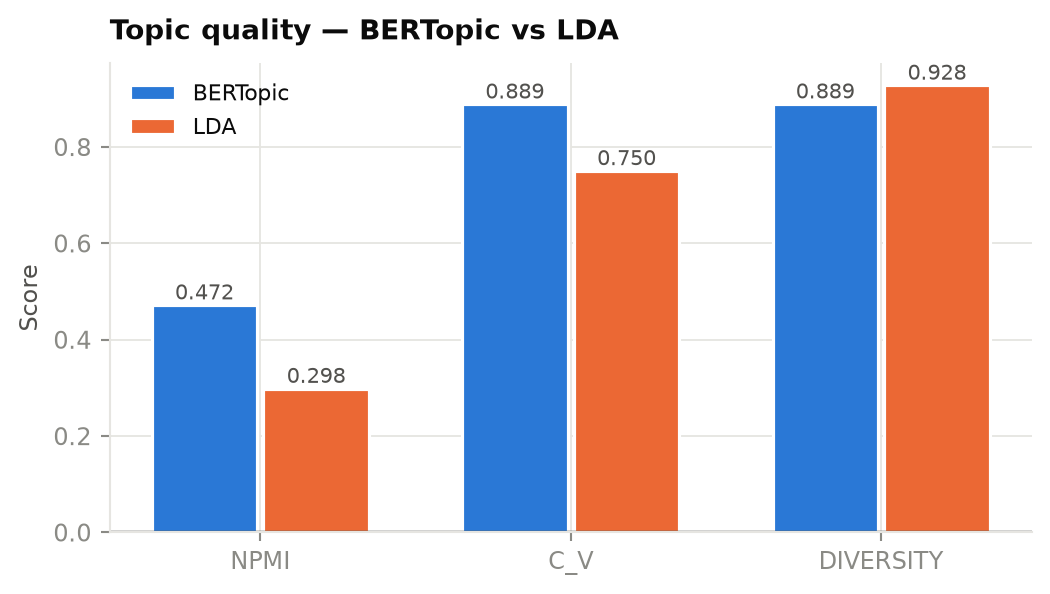 Topic quality — BERTopic vs LDA
BERTopic
LDA
Score
0.8
0.6
0.4
0.2
0.0
0.472
0.298
0.889
0.750
0.889
0.928
NPMI
C_V
DIVERSITY